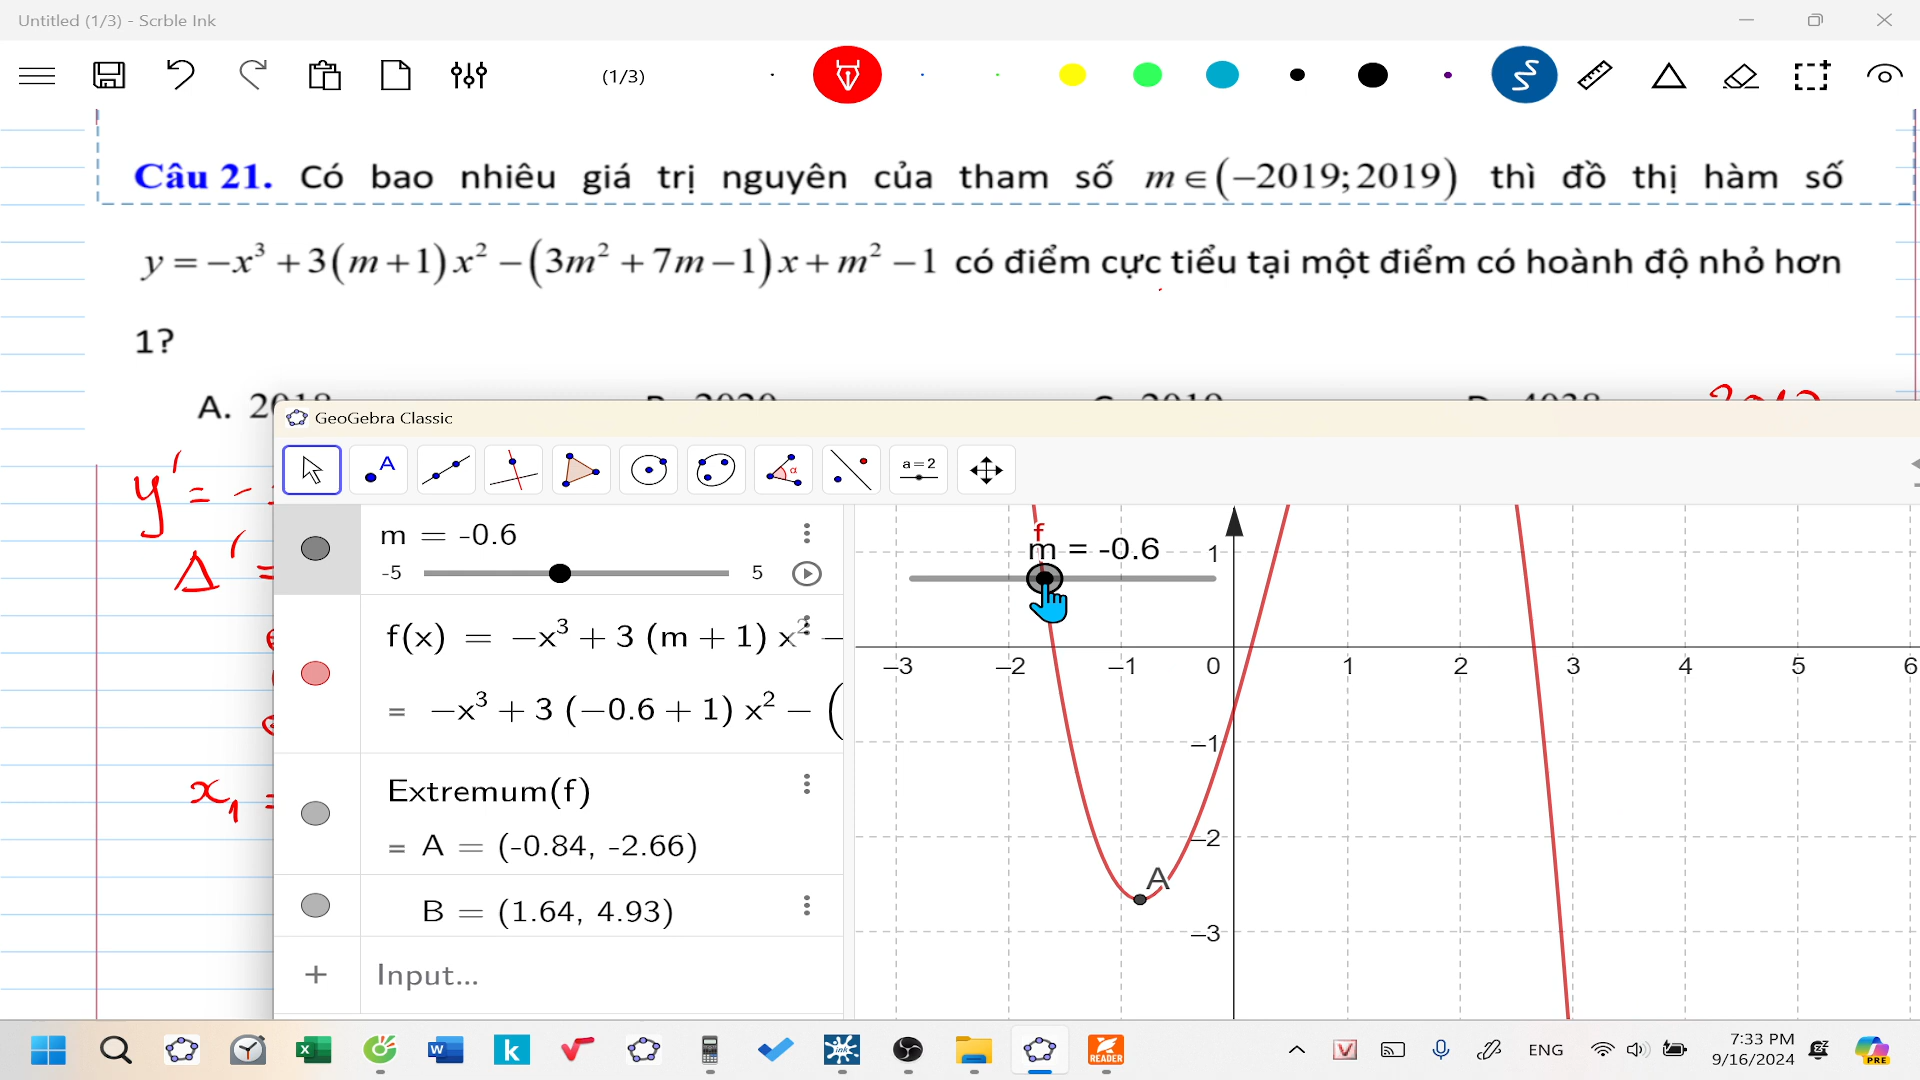 Untitled (1/3) - Scrble Ink
(1/3)
Câu 21. Có bao nhiêu giá trị nguyên của tham số m ∈ (−2019; 2019) thì đồ thị hàm số
y = −x³ + 3(m + 1)x² − (3m² + 7m − 1)x + m² − 1 có điểm cực tiểu tại một điểm có hoành độ nhỏ hơn
1?
A.
GeoGebra Classic
A
α
a=2
y' = -
Δ' =
x₁ =
m = -0.6
-5
5
f(x) = −x³ + 3 (m + 1) x² −
= −x³ + 3 (−0.6 + 1) x² − (
Extremum(f)
= A = (-0.84, -2.66)
B = (1.64, 4.93)
+ Input...
f
m = -0.6
1
−3 −2 −1 0 1 2 3 4 5 6
−1
−2
A
−3
ENG
7:33 PM
9/16/2024
READER
PRE